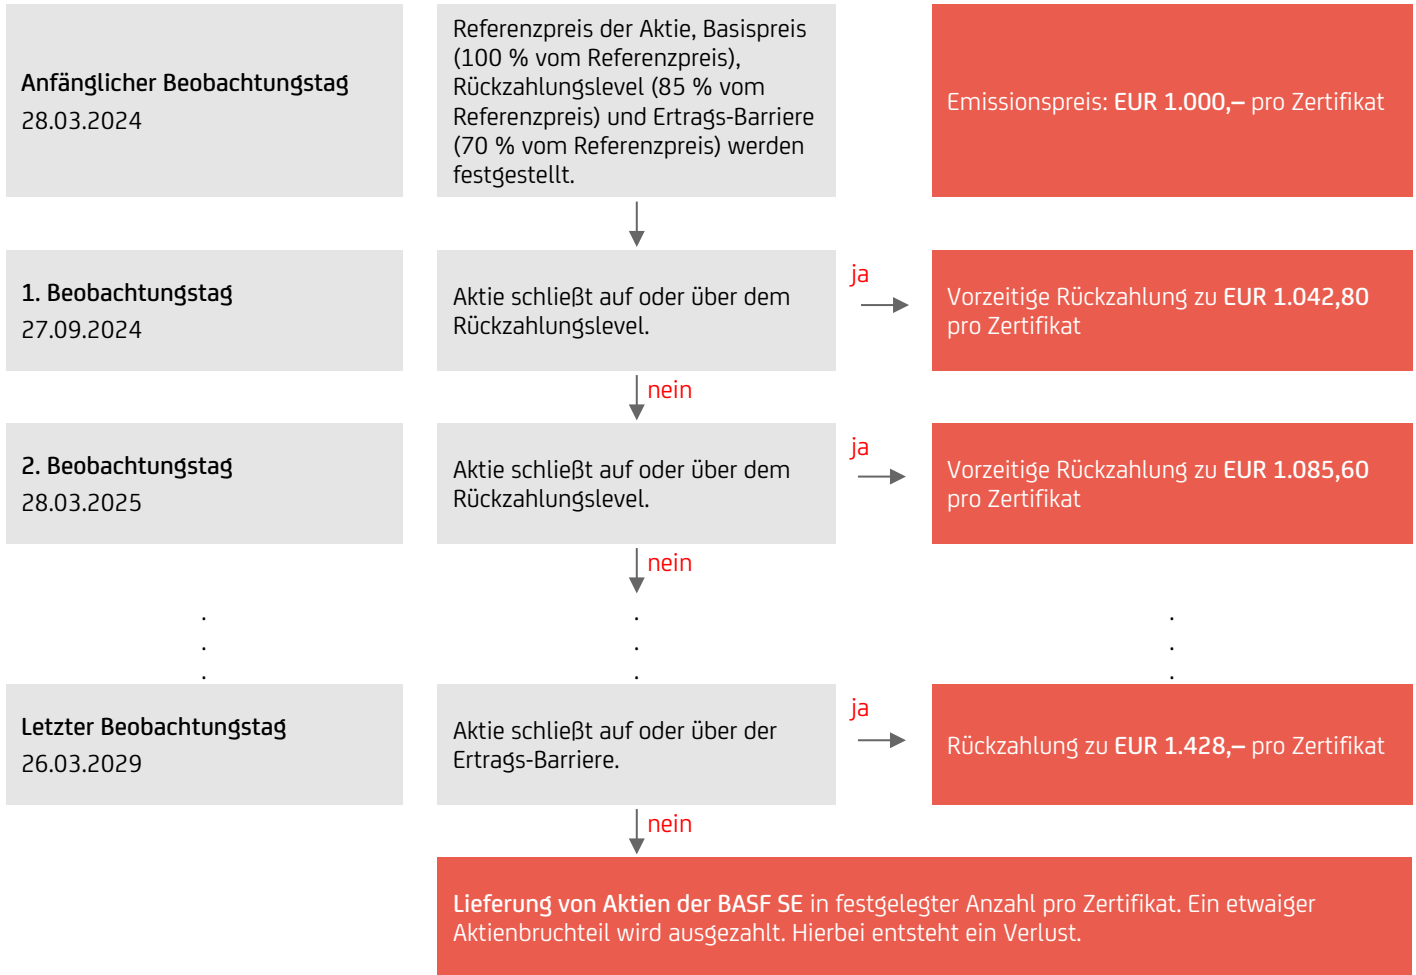 Anfänglicher Beobachtungstag
28.03.2024
Referenzpreis der Aktie, Basispreis
(100 % vom Referenzpreis),
Rückzahlungslevel (85 % vom
Referenzpreis) und Ertrags-Barriere
(70 % vom Referenzpreis) werden
festgestellt.
Emissionspreis: EUR 1.000,– pro Zertifikat
1. Beobachtungstag
27.09.2024
Aktie schließt auf oder über dem
Rückzahlungslevel.
ja
Vorzeitige Rückzahlung zu EUR 1.042,80
pro Zertifikat
nein
2. Beobachtungstag
28.03.2025
Aktie schließt auf oder über dem
Rückzahlungslevel.
ja
Vorzeitige Rückzahlung zu EUR 1.085,60
pro Zertifikat
nein
. . .
. . .
. . .
Letzter Beobachtungstag
26.03.2029
Aktie schließt auf oder über der
Ertrags-Barriere.
ja
Rückzahlung zu EUR 1.428,– pro Zertifikat
nein
Lieferung von Aktien der BASF SE in festgelegter Anzahl pro Zertifikat. Ein etwaiger
Aktienbruchteil wird ausgezahlt. Hierbei entsteht ein Verlust.